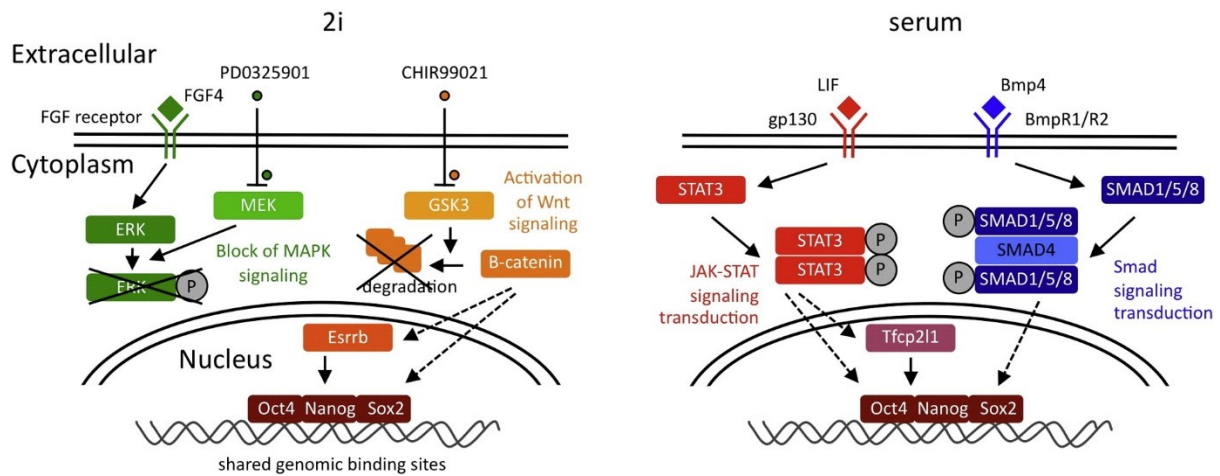 2i
Extracellular
PD0325901
CHIR99021
FGF4
FGF receptor
Cytoplasm
MEK
GSK3
Activation
of Wnt
signaling
ERK
Block of MAPK
signaling
B-catenin
ERK
P
degradation
Esrrb
Nucleus
Oct4 Nanog Sox2
shared genomic binding sites
serum
LIF
Bmp4
gp130
BmpR1/R2
STAT3
SMAD1/5/8
P
SMAD1/5/8
STAT3
P
SMAD4
STAT3
P
P
SMAD1/5/8
JAK-STAT
signaling
transduction
Smad
signaling
transduction
Tfcp2l1
Oct4 Nanog Sox2